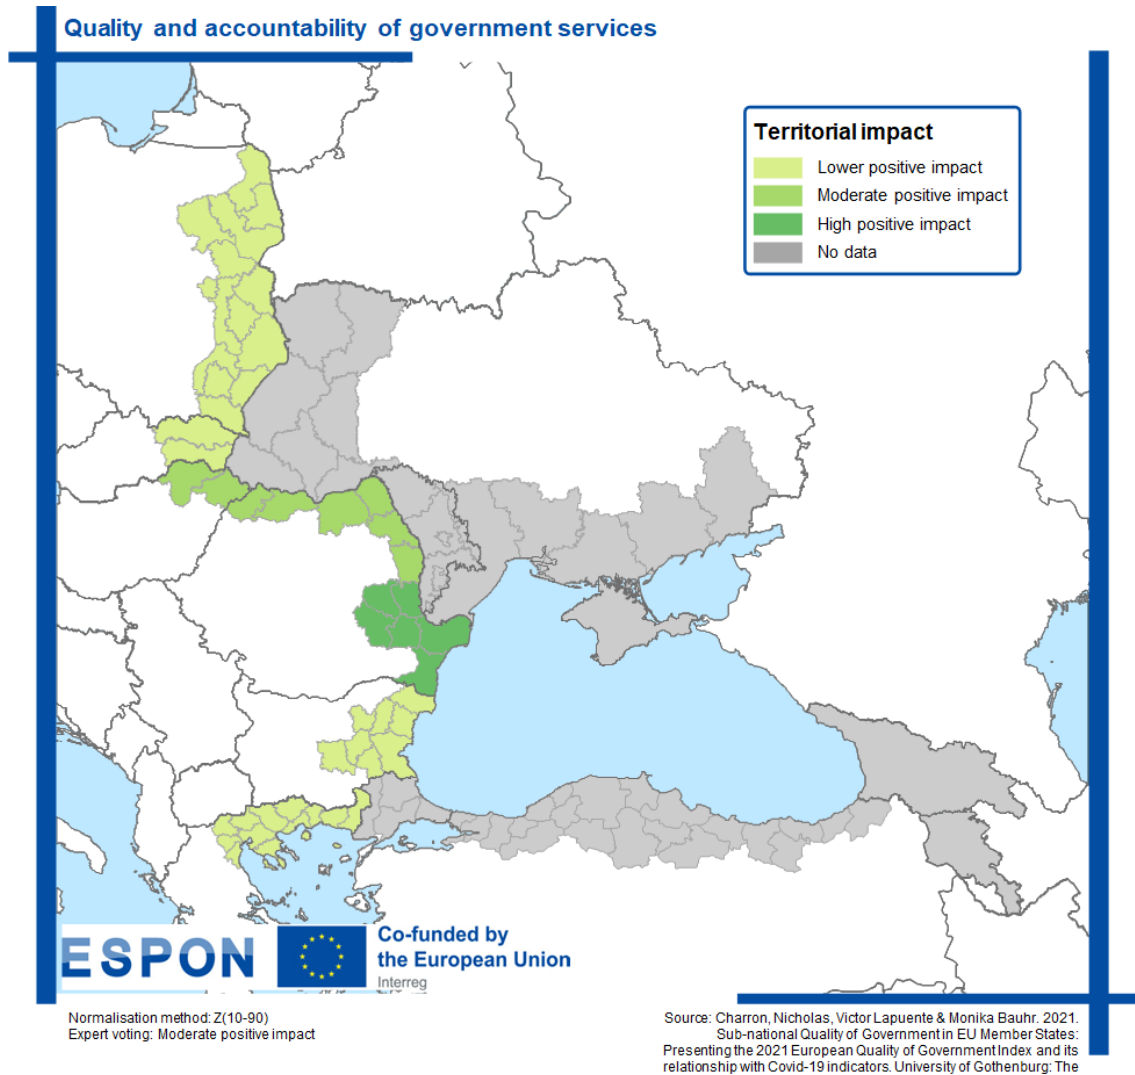 Quality and accountability of government services
Territorial impact
Lower positive impact
Moderate positive impact
High positive impact
No data
ESPON
Co-funded by
the European Union
Interreg
Normalisation method: Z(10-90)
Expert voting: Moderate positive impact
Source: Charron, Nicholas, Victor Lapuente & Monika Bauhr. 2021.
Sub-national Quality of Government in EU Member States:
Presenting the 2021 European Quality of Government Index and its
relationship with Covid-19 indicators. University of Gothenburg: The